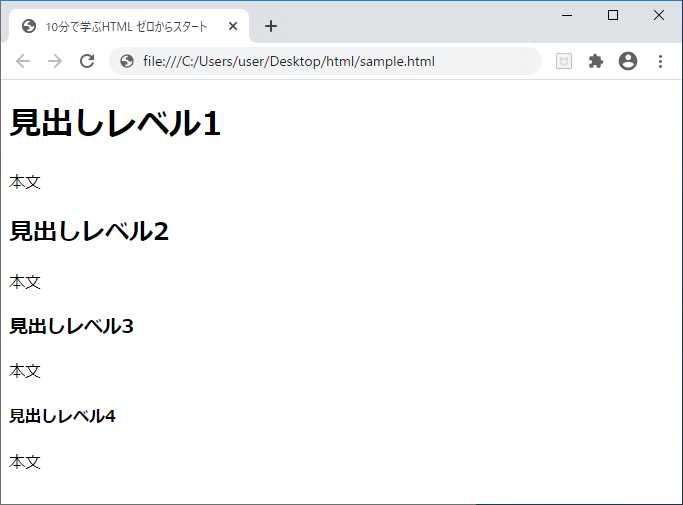 10分で学ぶHTML ゼロからスタート
file:///C:/Users/user/Desktop/html/sample.html
見出しレベル1
本文
見出しレベル2
本文
見出しレベル3
本文
見出しレベル4
本文